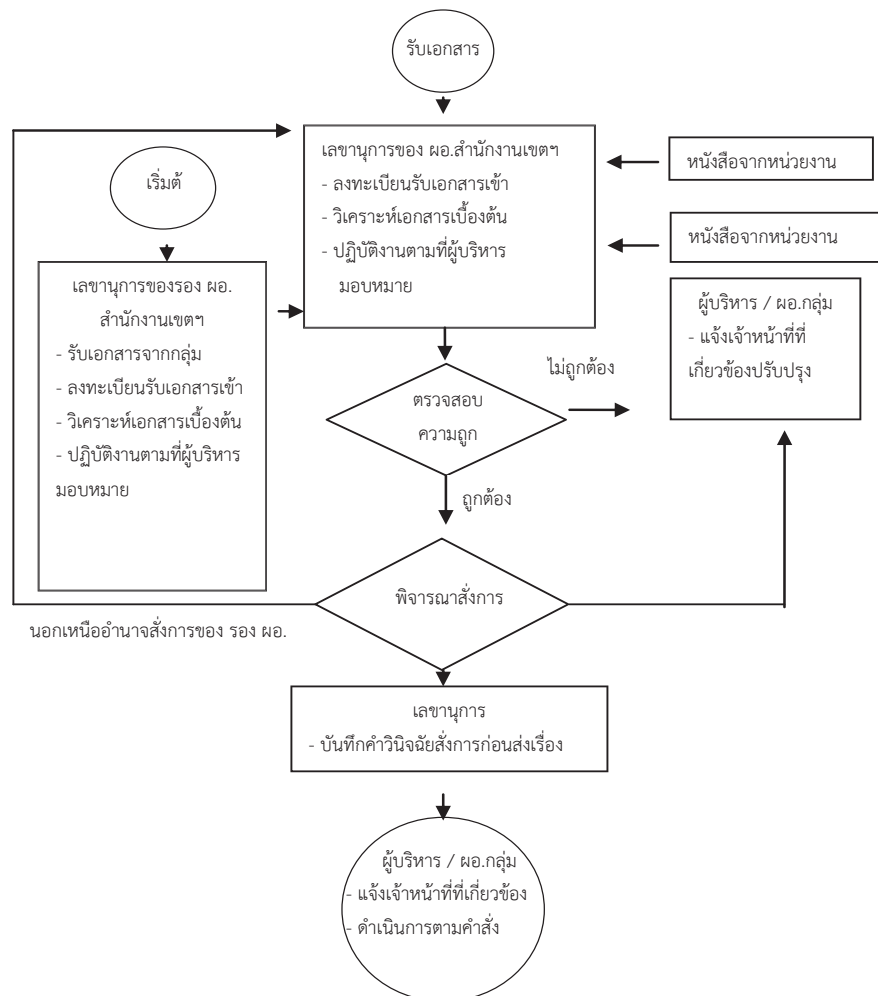 รับเอกสาร
เลขานุการของ ผอ.สำนักงานเขตฯ
- ลงทะเบียนรับเอกสารเข้า
- วิเคราะห์เอกสารเบื้องต้น
- ปฏิบัติงานตามที่ผู้บริหาร
มอบหมาย
หนังสือจากหน่วยงาน
หนังสือจากหน่วยงาน
เริ่มต้
เลขานุการของรอง ผอ.
สำนักงานเขตฯ
- รับเอกสารจากกลุ่ม
- ลงทะเบียนรับเอกสารเข้า
- วิเคราะห์เอกสารเบื้องต้น
- ปฏิบัติงานตามที่ผู้บริหาร
มอบหมาย
ผู้บริหาร / ผอ.กลุ่ม
- แจ้งเจ้าหน้าที่ที่
เกี่ยวข้องปรับปรุง
ไม่ถูกต้อง
ตรวจสอบ
ความถูก
ถูกต้อง
พิจารณาสั่งการ
นอกเหนืออำนาจสั่งการของ รอง ผอ.
เลขานุการ
- บันทึกคำวินิจฉัยสั่งการก่อนส่งเรื่อง
ผู้บริหาร / ผอ.กลุ่ม
- แจ้งเจ้าหน้าที่ที่เกี่ยวข้อง
- ดำเนินการตามคำสั่ง